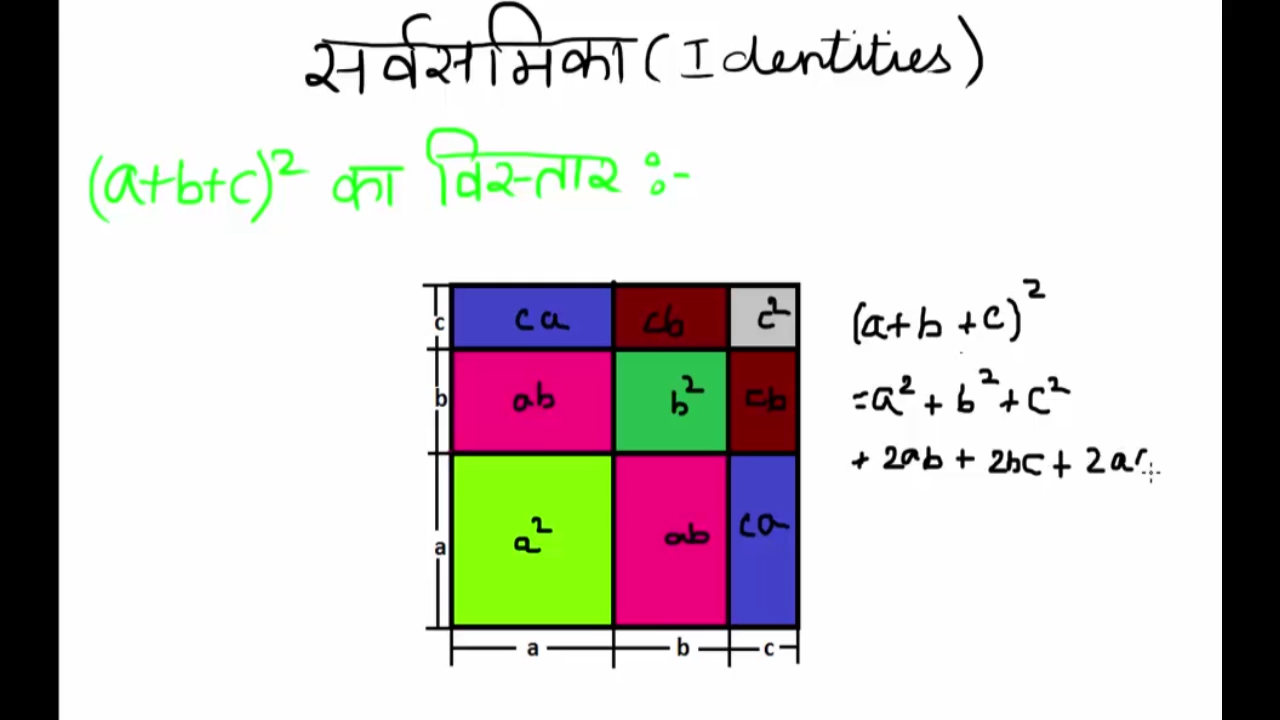 सर्वसमिका (Identities)
(a+b+c)² का विस्तार :-
c ca cb c²
b ab b² cb
a a² ab ca
a b c
(a+b+c)²
=a²+b²+c²
+ 2ab + 2bc + 2a